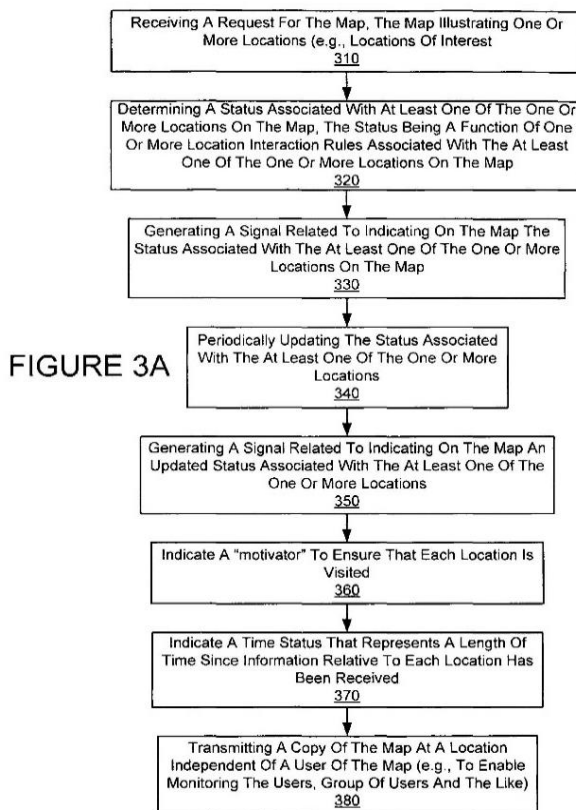 Receiving A Request For The Map, The Map Illustrating One Or
More Locations (e.g., Locations Of Interest
310
Determining A Status Associated With At Least One Of The One Or
More Locations On The Map, The Status Being A Function Of One
Or More Location Interaction Rules Associated With The At Least
One Of The One Or More Locations On The Map
320
Generating A Signal Related To Indicating On The Map The
Status Associated With The At Least One Of The One Or More
Locations On The Map
330
Periodically Updating The Status Associated
With The At Least One Of The One Or More
Locations
340
FIGURE 3A
Generating A Signal Related To Indicating On The Map An
Updated Status Associated With The At Least One Of The
One Or More Locations
350
Indicate A "motivator" To Ensure That Each Location Is
Visited
360
Indicate A Time Status That Represents A Length Of
Time Since Information Relative To Each Location Has
Been Received
370
Transmitting A Copy Of The Map At A Location
Independent Of A User Of The Map (e.g., To Enable
Monitoring The Users, Group Of Users And The Like)
380